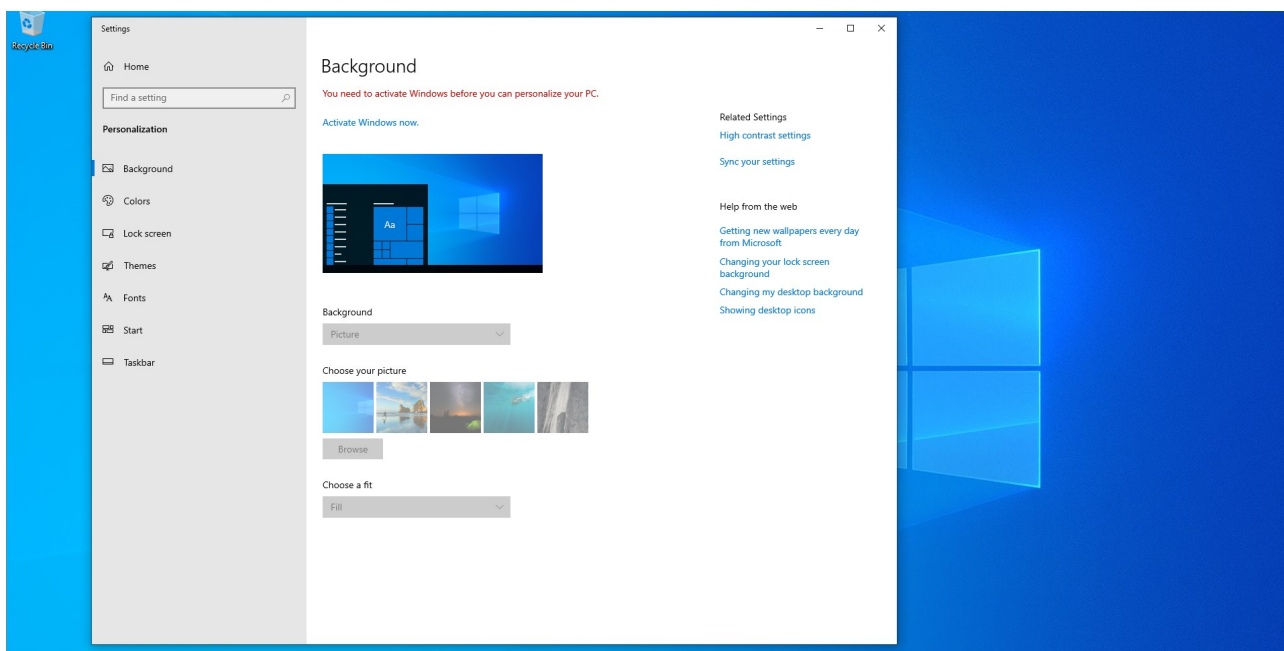 Recycle Bin
Settings
Home
Find a setting
Personalization
Background
Colors
Lock screen
Themes
Fonts
Start
Taskbar
Background
You need to activate Windows before you can personalize your PC.
Activate Windows now.
Aa
Background
Picture
Choose your picture
Browse
Choose a fit
Fill
Related Settings
High contrast settings
Sync your settings
Help from the web
Getting new wallpapers every day
from Microsoft
Changing your lock screen
background
Changing my desktop background
Showing desktop icons